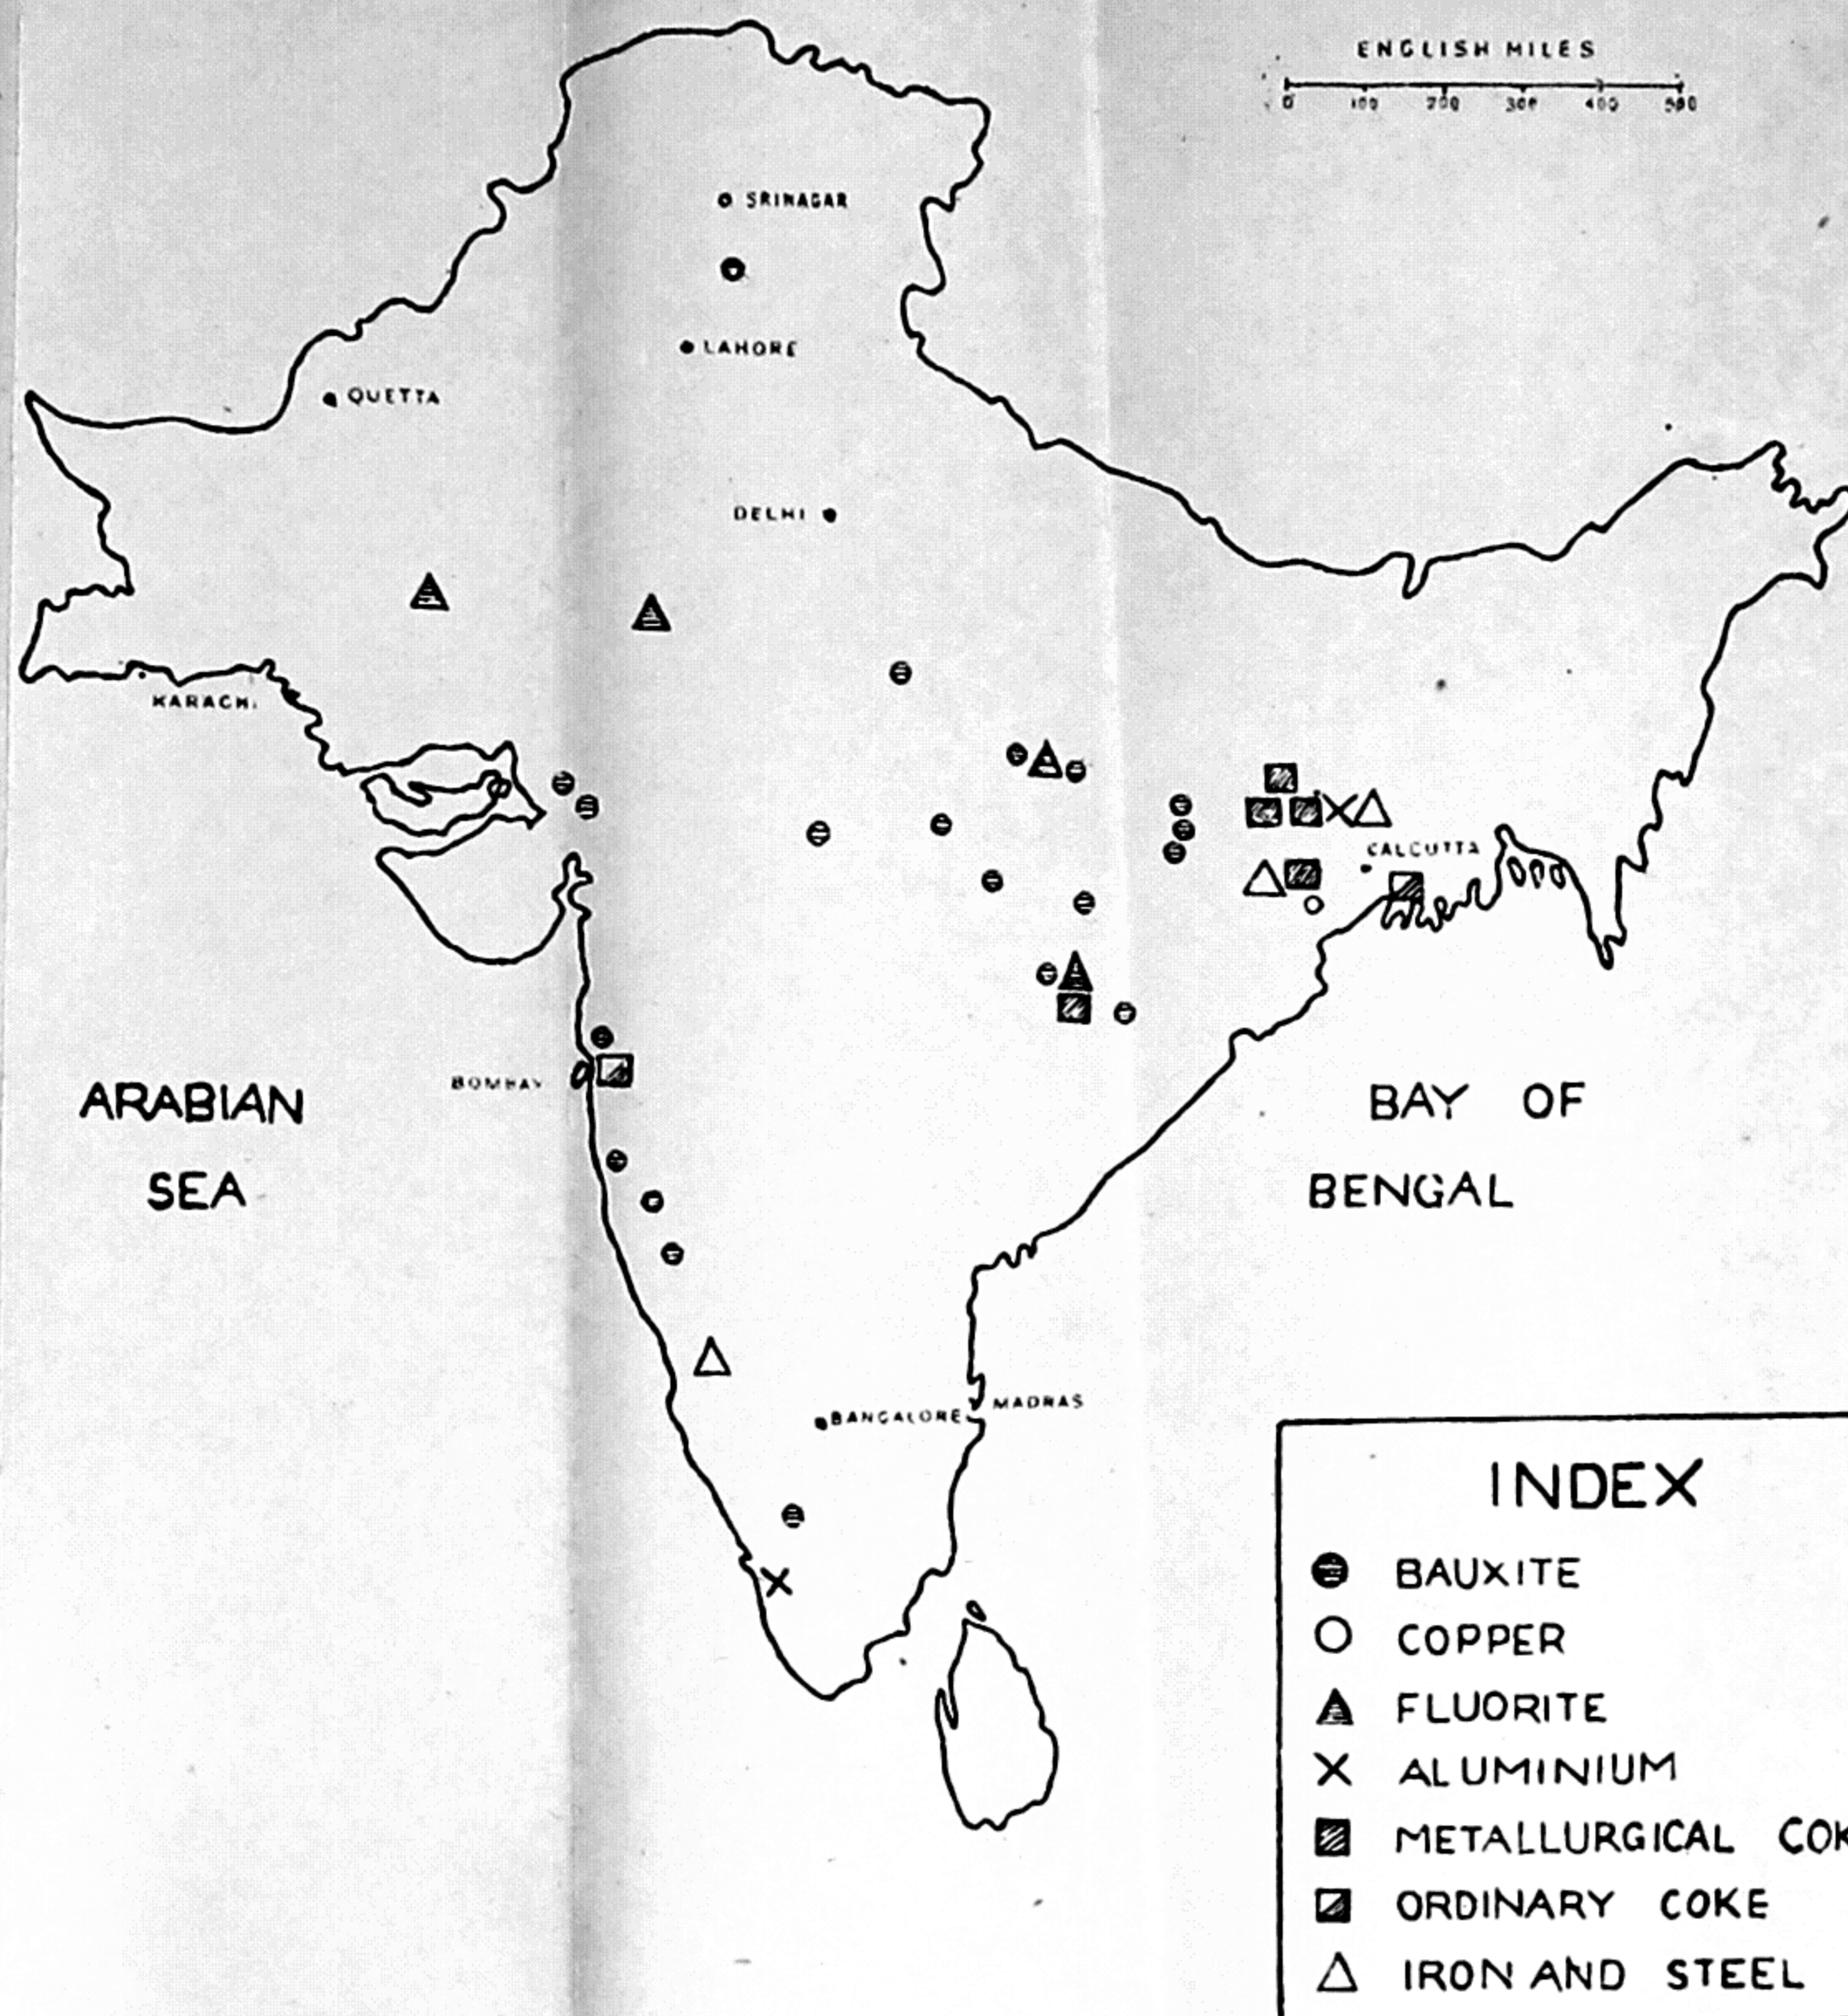 ENGLISH MILES
0 100 200 300 400 500
SRINAGAR
LAHORE
QUETTA
DELHI
KARACHI
CALCUTTA
BOMBAY
ARABIAN
SEA
BAY OF
BENGAL
BANGALORE
MADRAS
INDEX
BAUXITE
COPPER
FLUORITE
ALUMINIUM
METALLURGICAL COK
ORDINARY COKE
IRON AND STEEL